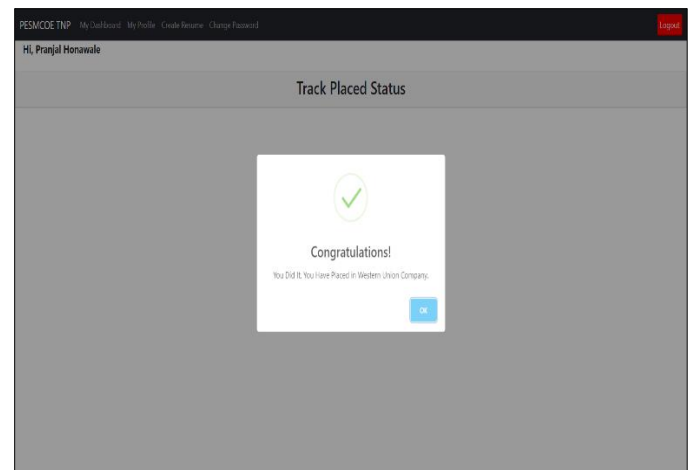 PESMCOE TNP My Dashboard My Profile Create Resume Change Password Logout
Hi, Pranjal Honawale
Track Placed Status
Congratulations!
You Did It, You Have Placed in Western Union Company.
OK